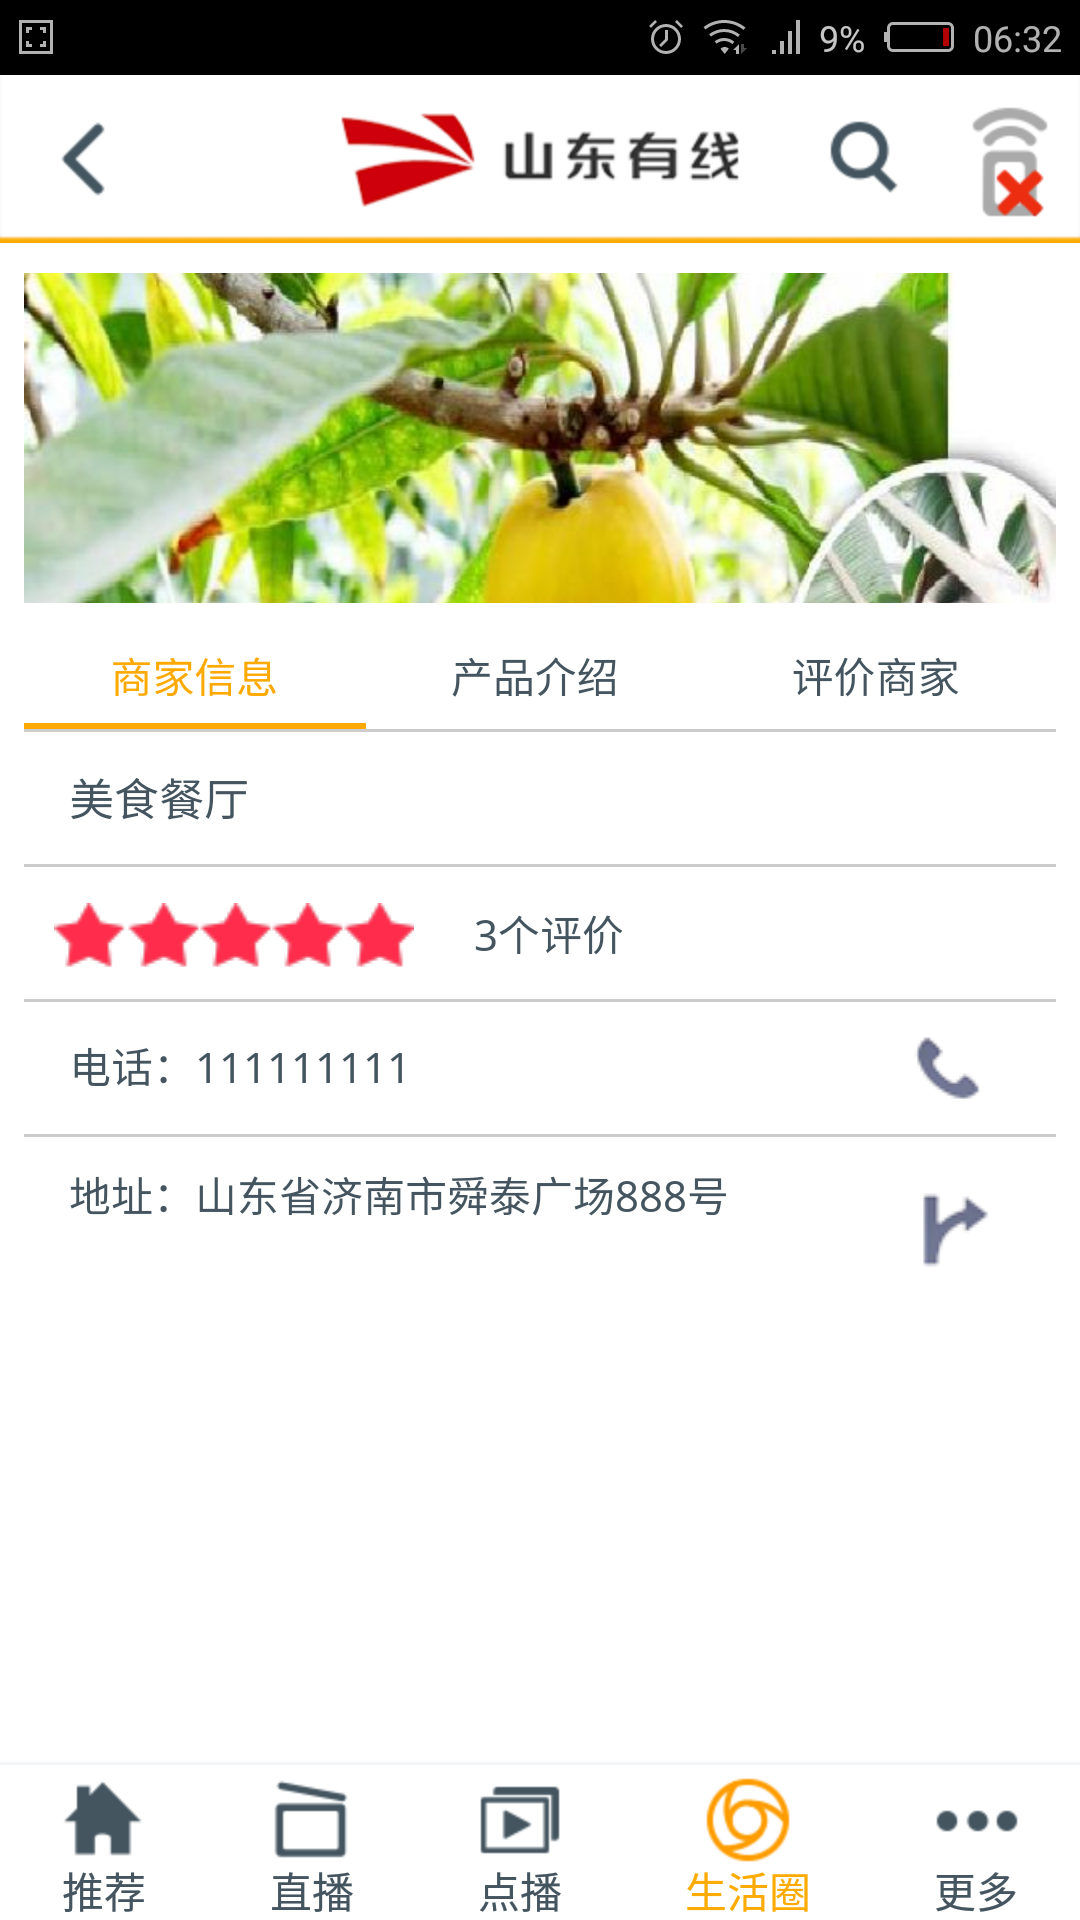 9% 06:32
山东有线
商家信息 产品介绍 评价商家
美食餐厅
3个评价
电话：111111111
地址：山东省济南市舜泰广场888号
推荐 直播 点播 生活圈 更多